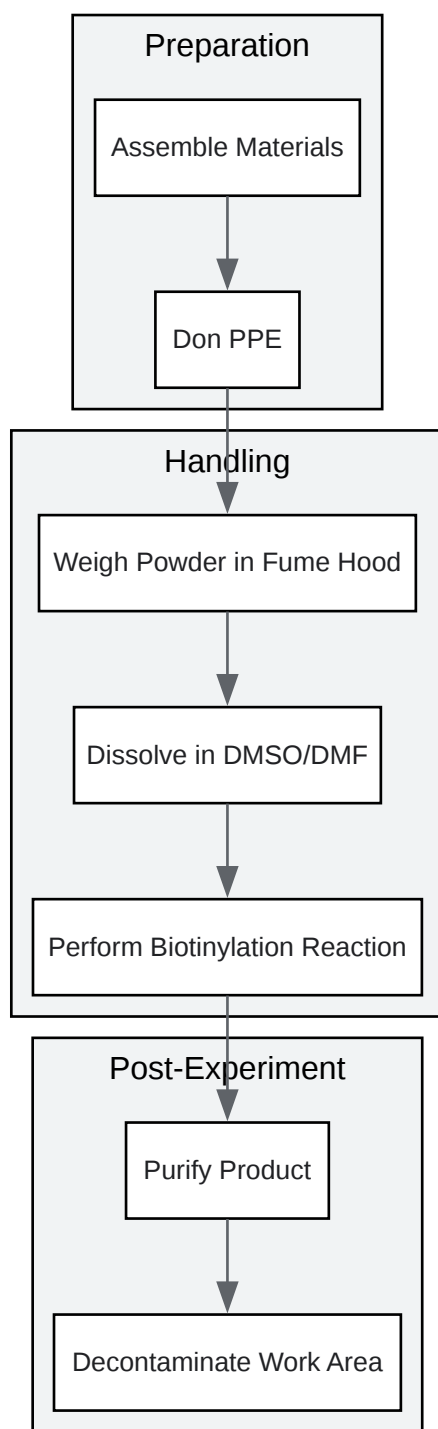 Preparation
Assemble Materials
Don PPE
Handling
Weigh Powder in Fume Hood
Dissolve in DMSO/DMF
Perform Biotinylation Reaction
Post-Experiment
Purify Product
Decontaminate Work Area